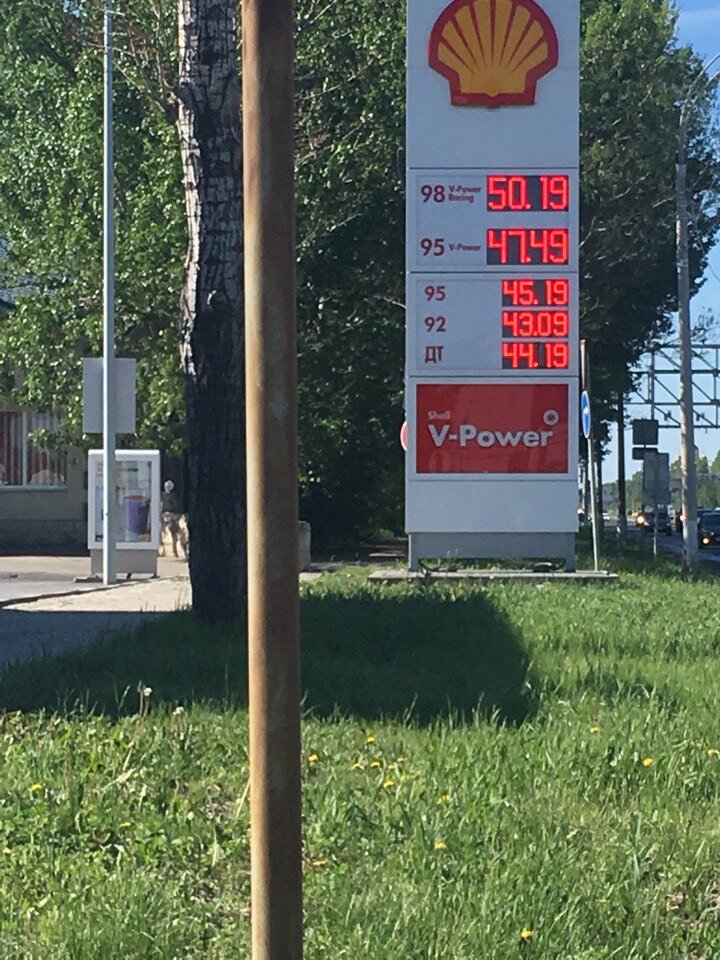 98 V-Power Racing 50.19
95 V-Power 47.49
95 45.19
92 43.09
ДТ 44.19
Shell
V-Power